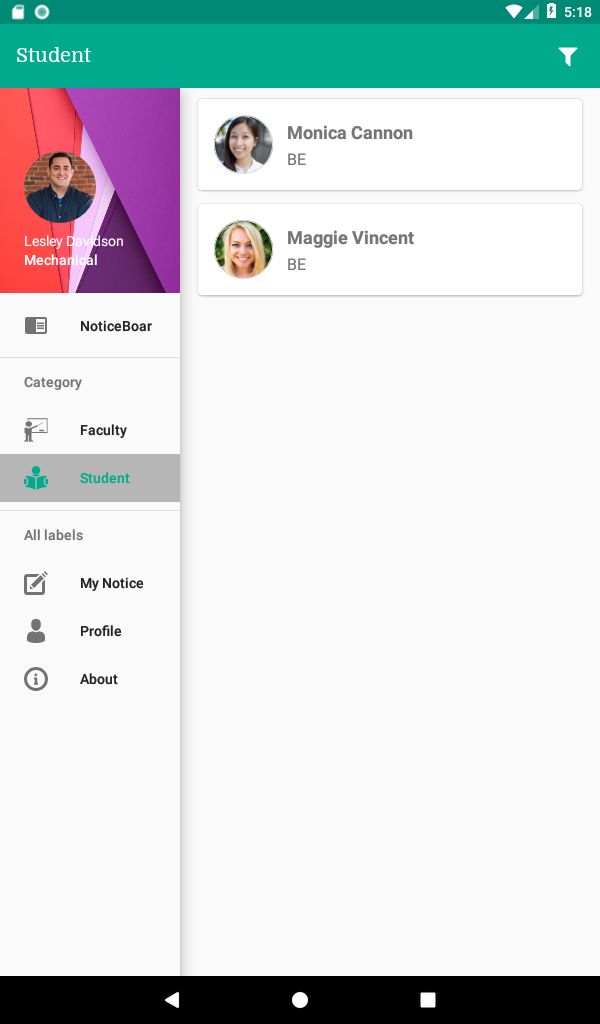 5:18
Student
Lesley Davidson
Mechanical
NoticeBoar
Category
Faculty
Student
All labels
My Notice
Profile
About
Monica Cannon
BE
Maggie Vincent
BE